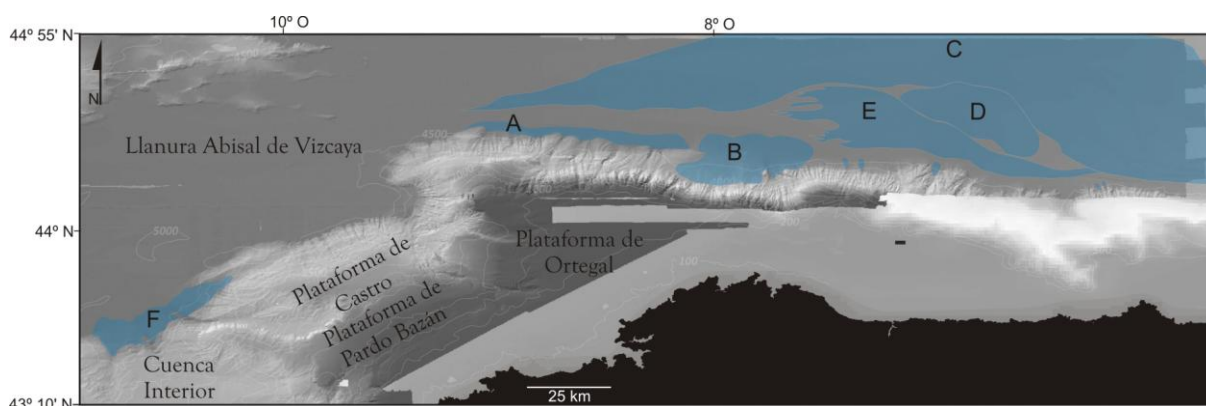 10º O
8º O
44º 55' N
C
N
E
D
A
4500
Llanura Abisal de Vizcaya
B
44º N
5000
Plataforma de
Ortegal
100
Plataforma de
Castro
Plataforma de
Pardo Bazán
F
Cuenca
Interior
25 km
43º 10' N